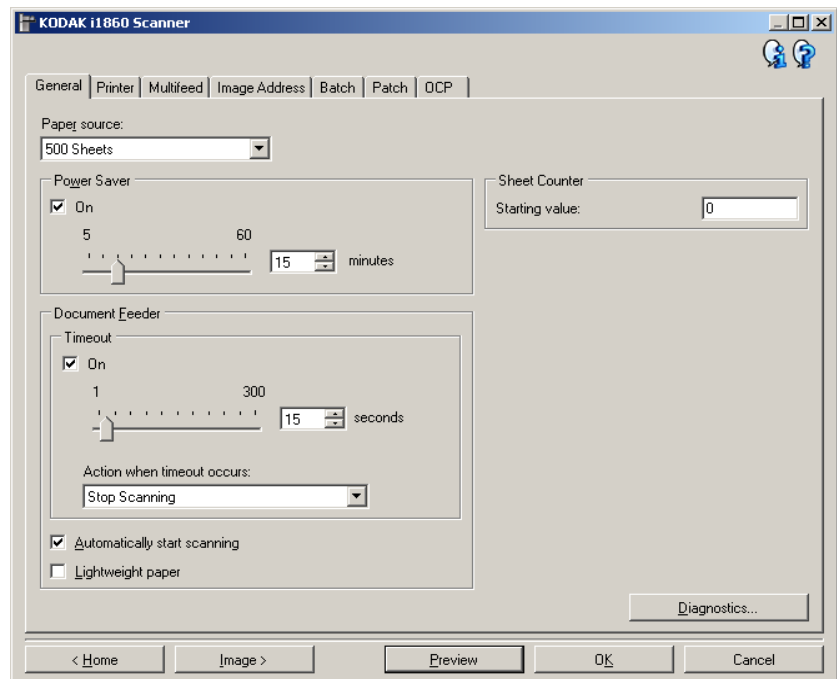 KODAK i1860 Scanner
General Printer Multifeed Image Address Batch Patch OCP
Paper source:
500 Sheets
Power Saver
On
5 60
15 minutes
Sheet Counter
Starting value: 0
Document Feeder
Timeout
On
1 300
15 seconds
Action when timeout occurs:
Stop Scanning
Automatically start scanning
Lightweight paper
Diagnostics...
< Home Image > Preview OK Cancel